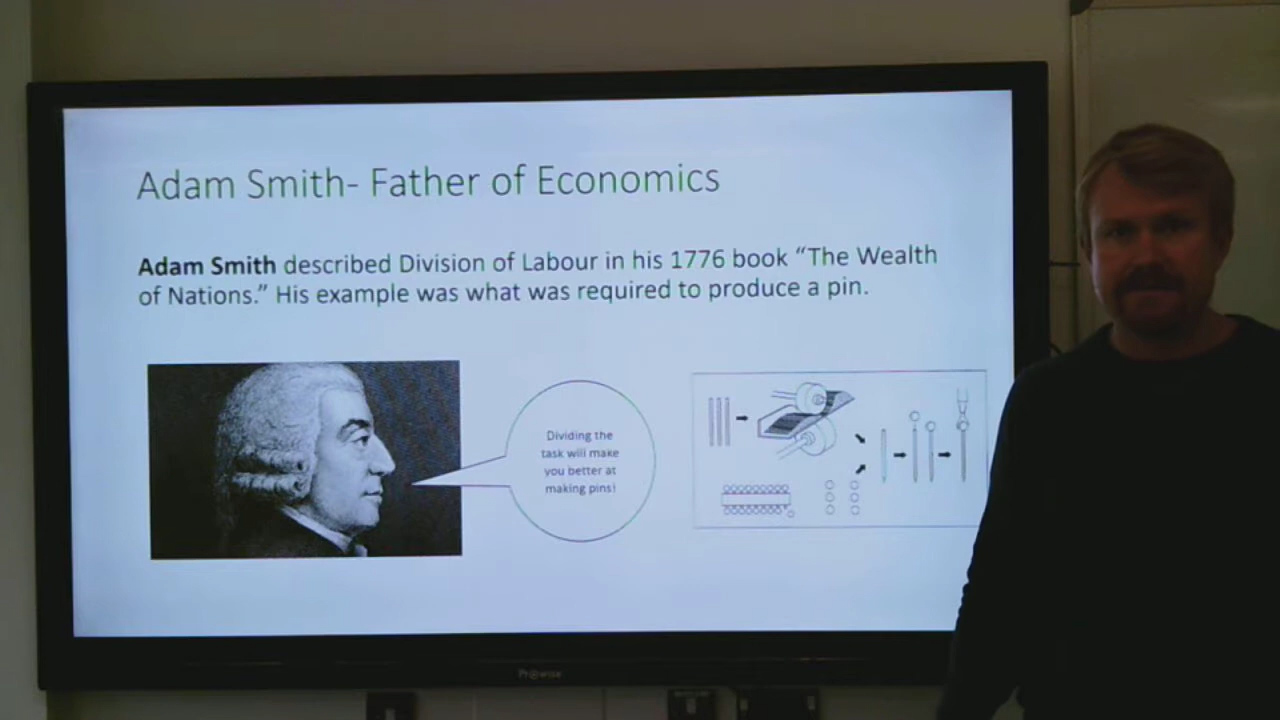 Adam Smith- Father of Economics
Adam Smith described Division of Labour in his 1776 book “The Wealth
of Nations.” His example was what was required to produce a pin.
Dividing the
task will make
you better at
making pins!
Prowise